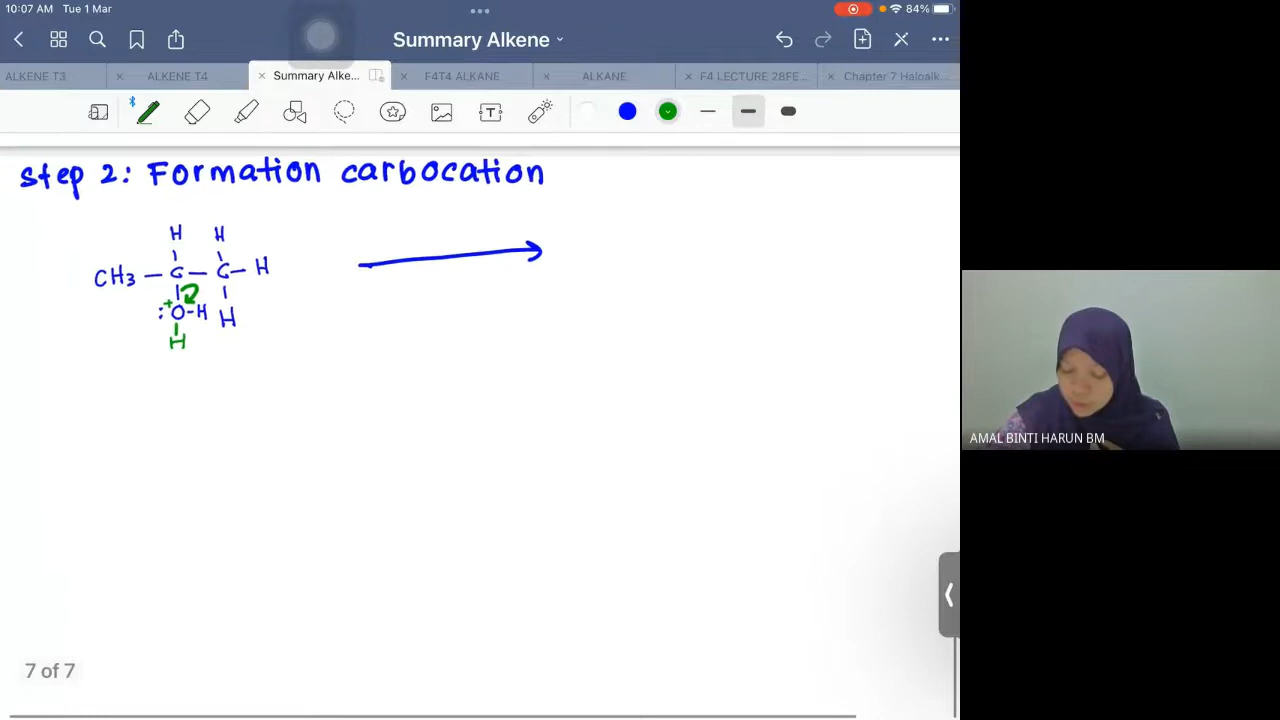 10:07 AM Tue 1 Mar
84%
Summary Alkene
ALKENE T3
ALKENE T4
Summary Alke...
F4T4 ALKANE
ALKANE
F4 LECTURE 28FE...
Chapter 7 Haloalk...
T
step 2: Formation carbocation
H H
CH3 – C – C – H
+
:O-H H
H
AMAL BINTI HARUN BM
7 of 7